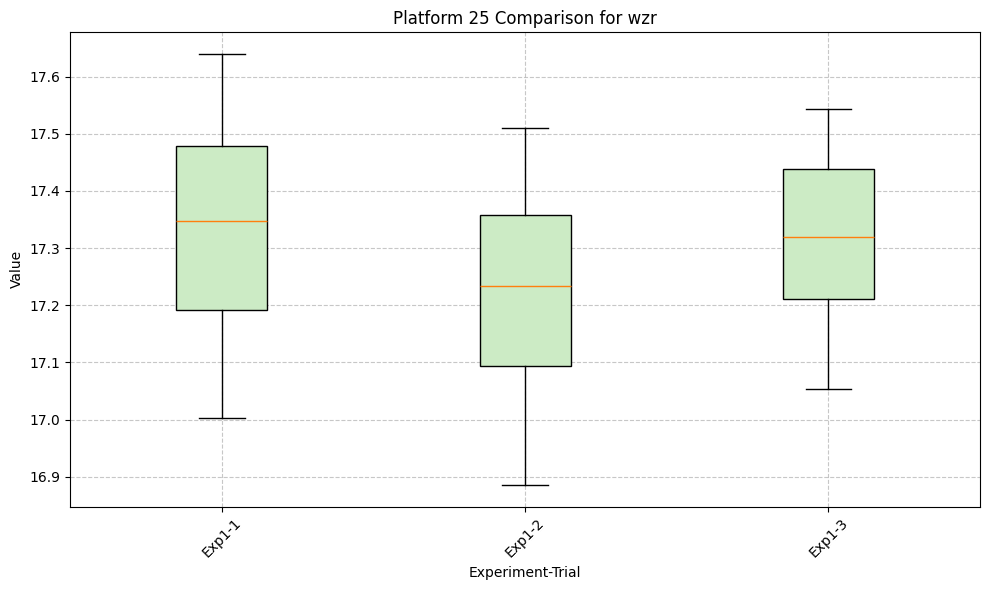 Platform 25 Comparison for wzr
17.6
17.5
17.4
17.3
17.2
17.1
17.0
16.9
Value
Exp1-1
Exp1-2
Exp1-3
Experiment-Trial